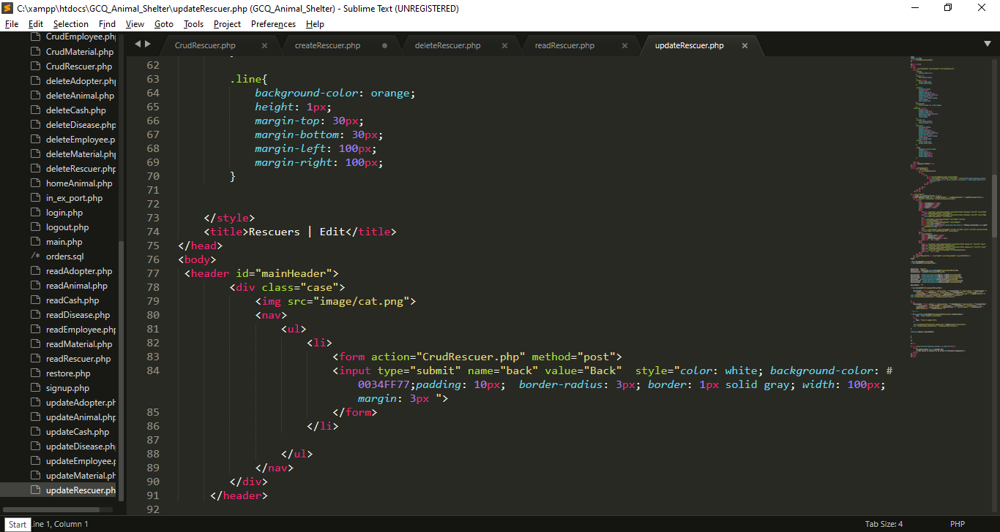 C:\xampp\htdocs\GCQ_Animal_Shelter\updateRescuer.php (GCQ_Animal_Shelter) - Sublime Text (UNREGISTERED)
File Edit Selection Find View Goto Tools Project Preferences Help
CrudEmployee.php
CrudMaterial.php
CrudRescuer.php
deleteAdopter.php
deleteAnimal.php
deleteCash.php
deleteDisease.php
deleteEmployee.p
deleteMaterial.php
deleteRescuer.php
homeAnimal.php
in_ex_port.php
login.php
logout.php
main.php
/* orders.sql
readAdopter.php
readAnimal.php
readCash.php
readDisease.php
readEmployee.php
readMaterial.php
readRescuer.php
restore.php
signup.php
updateAdopter.ph
updateAnimal.php
updateCash.php
updateDisease.php
updateEmployee.p
updateMaterial.ph
updateRescuer.ph
CrudRescuer.php createRescuer.php deleteRescuer.php readRescuer.php updateRescuer.php
62
63 .line{
64 background-color: orange;
65 height: 1px;
66 margin-top: 30px;
67 margin-bottom: 30px;
68 margin-left: 100px;
69 margin-right: 100px;
70 }
71
72
73 </style>
74 <title>Rescuers | Edit</title>
75 </head>
76 <body>
77 <header id="mainHeader">
78 <div class="case">
79 <img src="image/cat.png">
80 <nav>
81 <ul>
82 <li>
83 <form action="CrudRescuer.php" method="post">
84 <input type="submit" name="back" value="Back"  style="color: white; background-color: #
0034FF77;padding: 10px;  border-radius: 3px; border: 1px solid gray; width: 100px;
margin: 3px ">
85 </form>
86 </li>
87
88 </ul>
89 </nav>
90 </div>
91 </header>
92
Start
ine 1, Column 1
Tab Size: 4
PHP